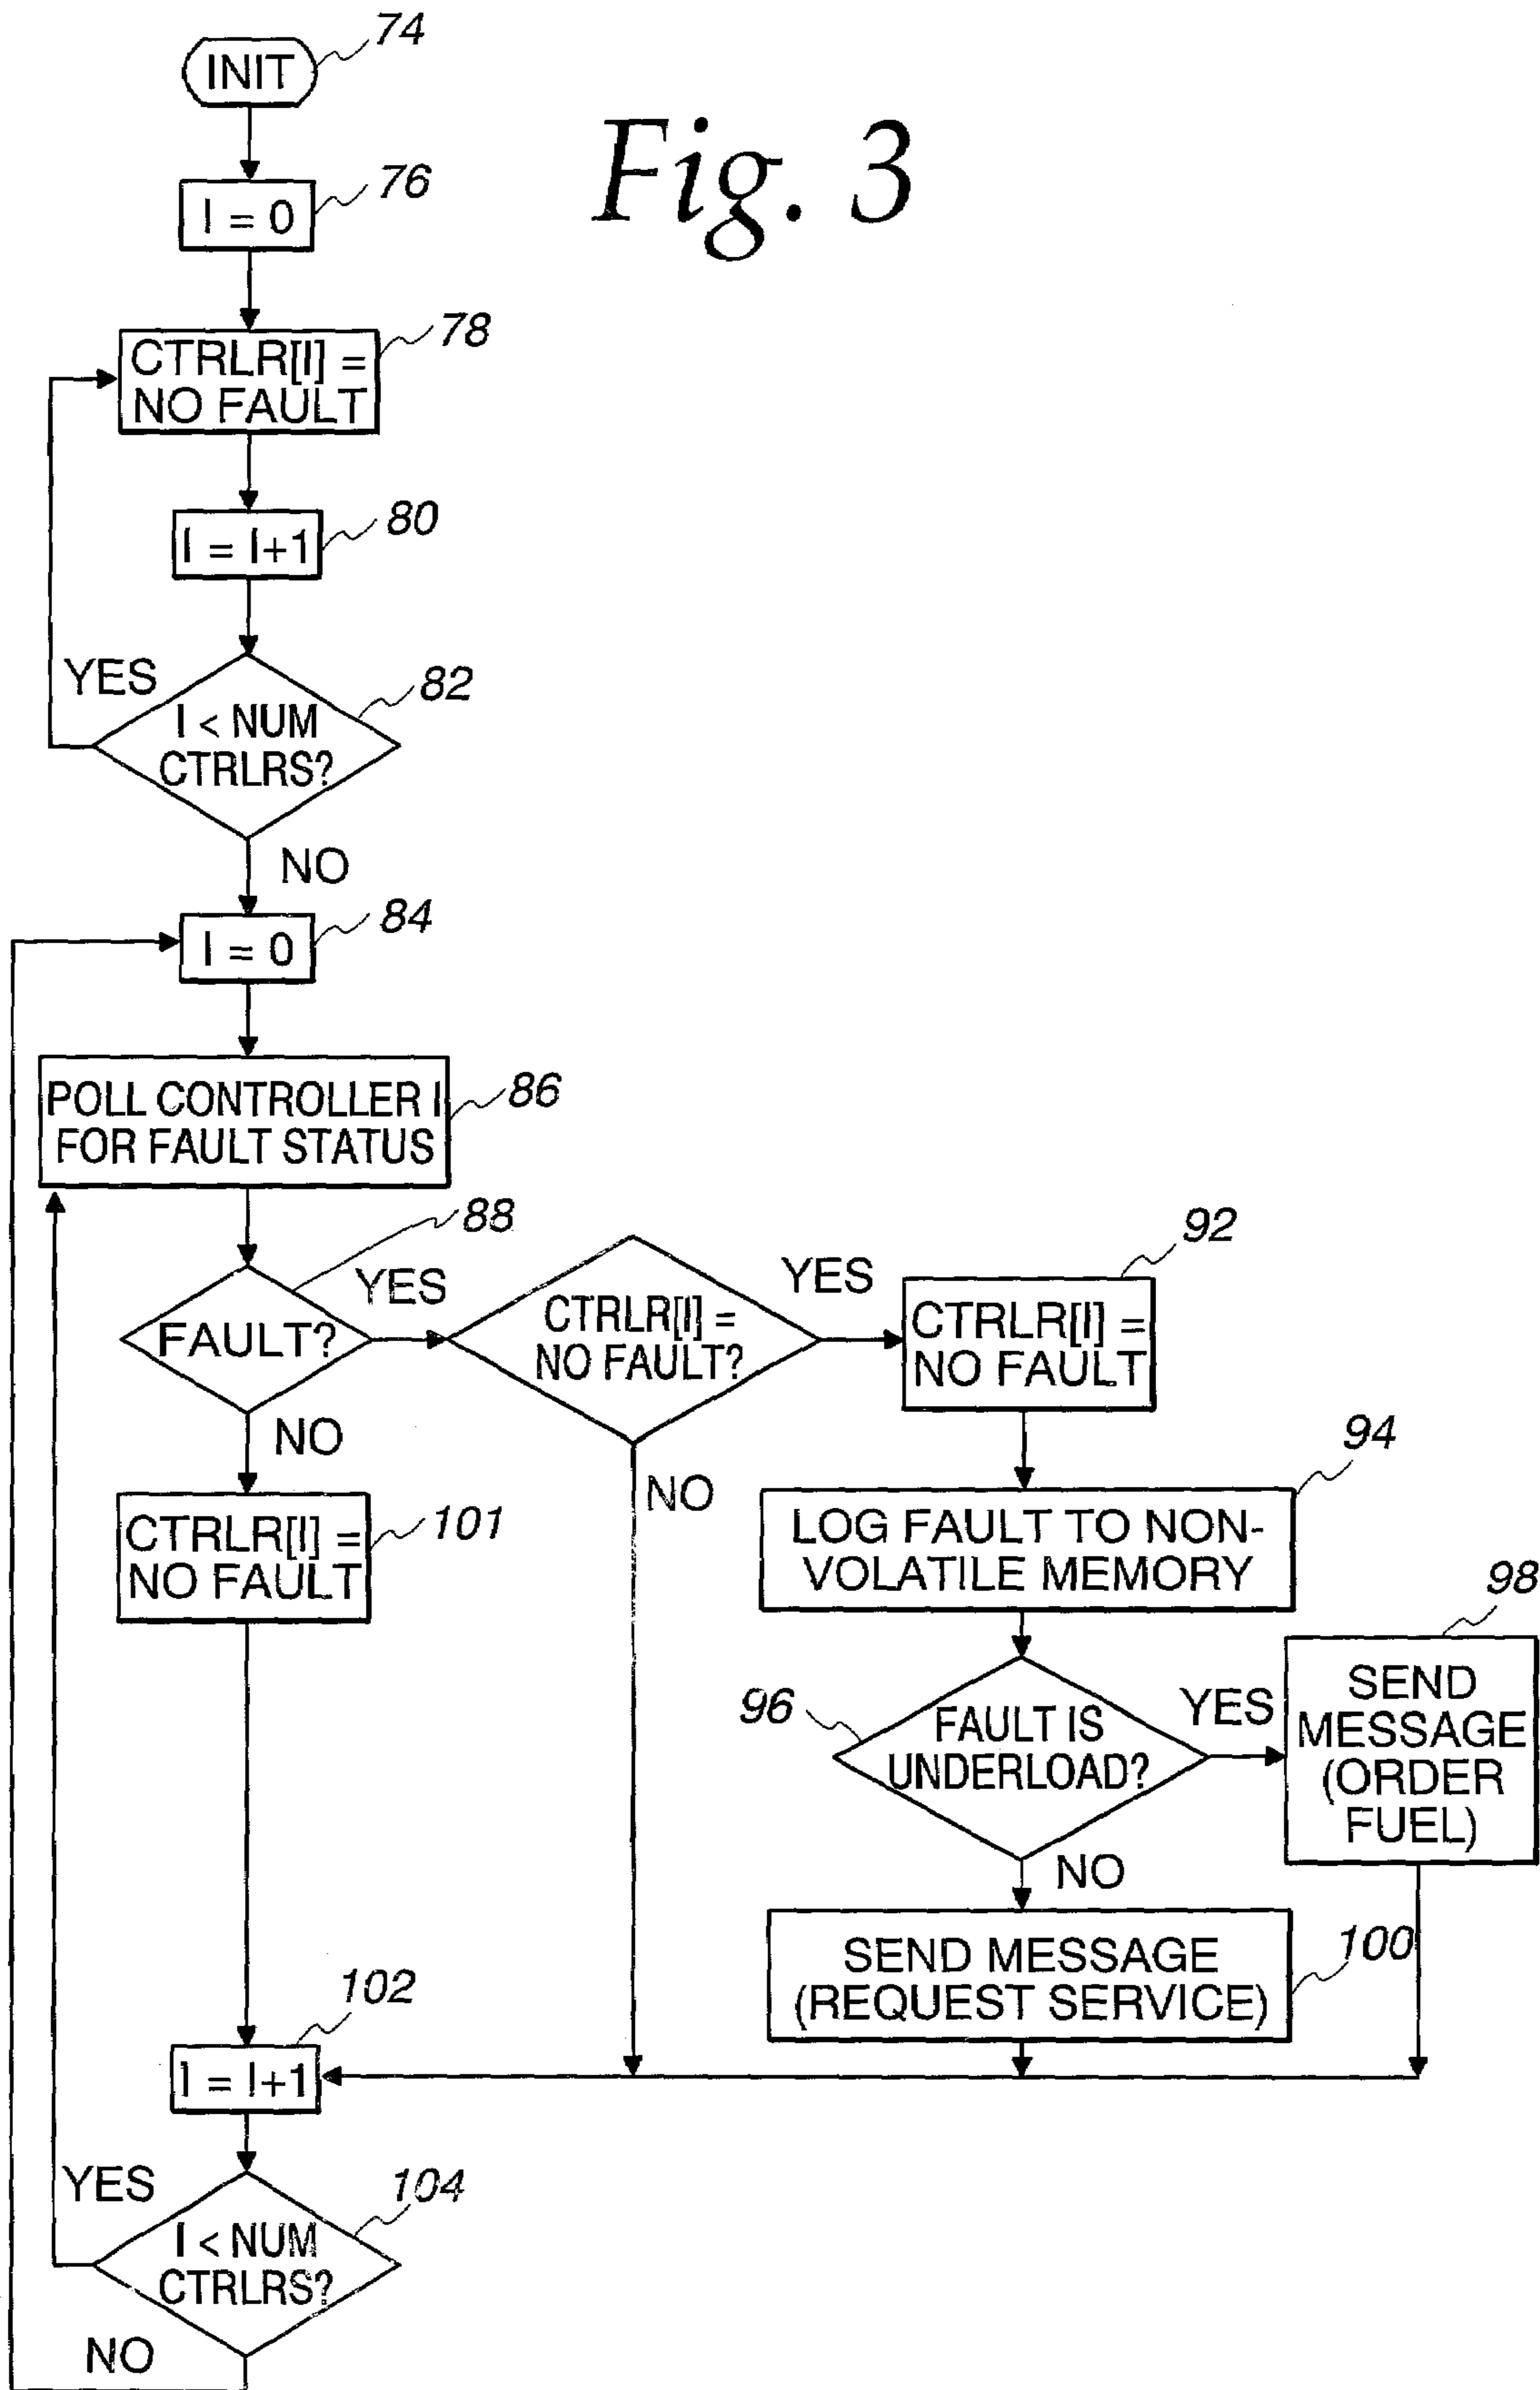 74
INIT
Fig. 3
76
I = 0
78
CTRLR[I] =
NO FAULT
80
I = I+1
YES
82
I < NUM
CTRLRS?
NO
84
I = 0
86
POLL CONTROLLER I
FOR FAULT STATUS
88
92
YES
YES
FAULT?
CTRLR[I] =
NO FAULT?
CTRLR[I] =
NO FAULT
NO
94
NO
101
CTRLR[I] =
NO FAULT
LOG FAULT TO NON-
VOLATILE MEMORY
98
96
FAULT IS
UNDERLOAD?
YES
SEND
MESSAGE
(ORDER
FUEL)
NO
100
SEND MESSAGE
(REQUEST SERVICE)
102
I = I+1
YES
104
I < NUM
CTRLRS?
NO